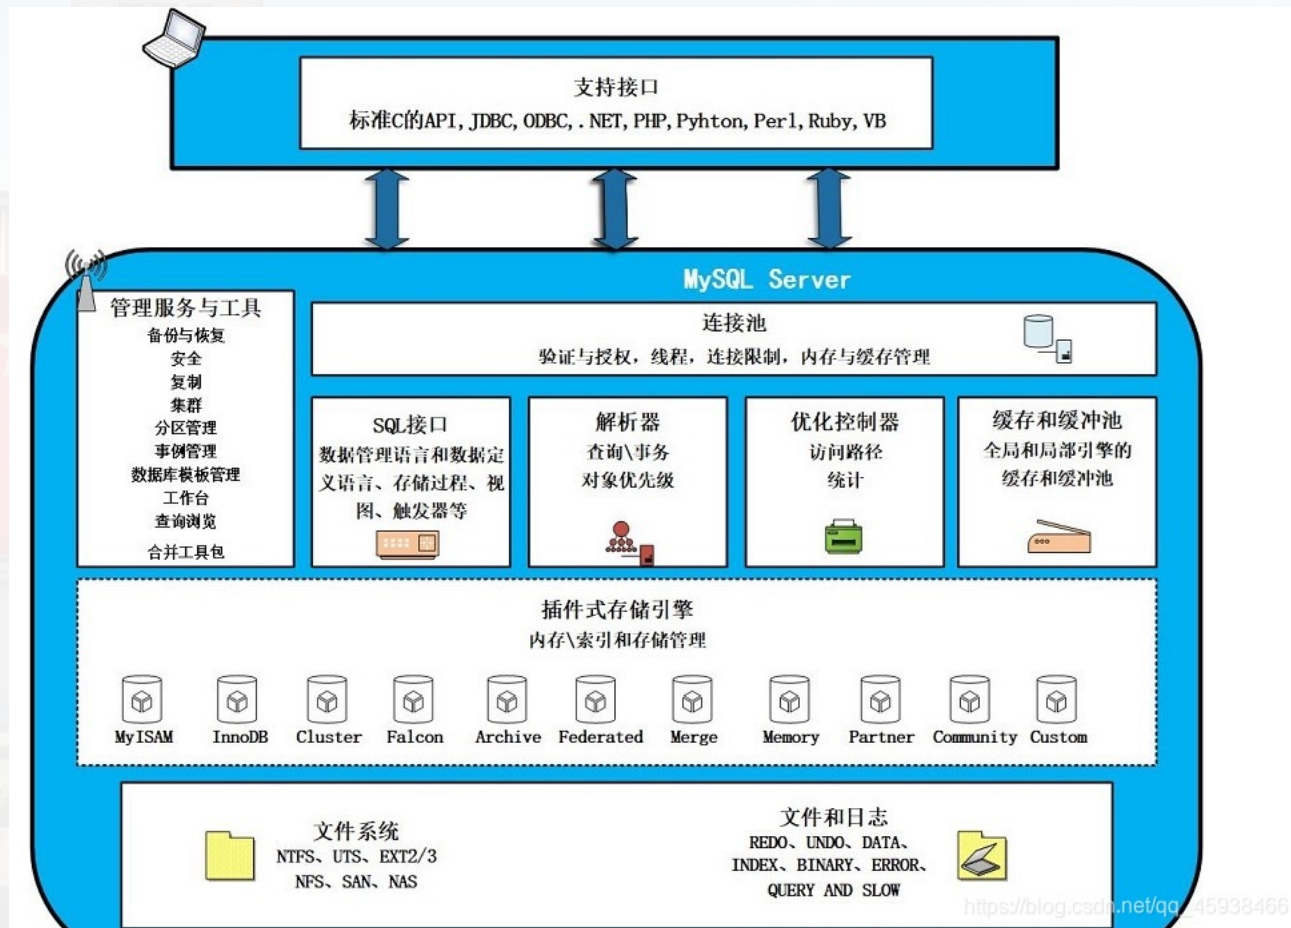 支持接口
标准C的API,JDBC,ODBC,.NET,PHP,Pyhton,Perl,Ruby,VB
MySQL Server
管理服务与工具
备份与恢复
安全
复制
集群
分区管理
事例管理
数据库模板管理
工作台
查询浏览
合并工具包
连接池
验证与授权，线程，连接限制，内存与缓存管理
SQL接口
数据管理语言和数据定
义语言、存储过程、视
图、触发器等
解析器
查询\事务
对象优先级
优化控制器
访问路径
统计
缓存和缓冲池
全局和局部引擎的
缓存和缓冲池
插件式存储引擎
内存\索引和存储管理
MyISAM
InnoDB
Cluster
Falcon
Archive
Federated
Merge
Memory
Partner
Community
Custom
文件系统
NTFS、UTS、EXT2/3
NFS、SAN、NAS
文件和日志
REDO、UNDO、DATA、
INDEX、BINARY、ERROR、
QUERY AND SLOW
https://blog.csdn.net/qq_45938466